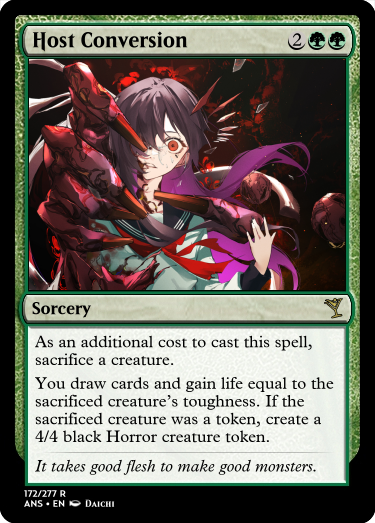 Host Conversion 2
Sorcery
As an additional cost to cast this spell,
sacrifice a creature.
You draw cards and gain life equal to the
sacrificed creature's toughness. If the
sacrificed creature was a token, create a
4/4 black Horror creature token.
It takes good flesh to make good monsters.
172/277 R
ANS • EN Daichi